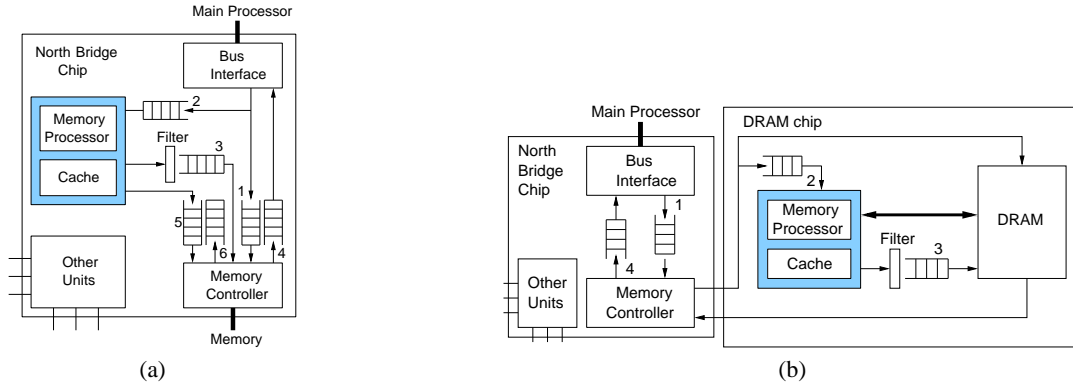 Main Processor
North Bridge
Chip
Bus
Interface
2
Memory
Processor
Filter
3
Cache
1
5
6
4
Other
Units
Memory
Controller
Memory
(a)
Main Processor
North
Bridge
Chip
Bus
Interface
1
4
Other
Units
Memory
Controller
DRAM chip
2
Memory
Processor
DRAM
Filter
3
Cache
(b)